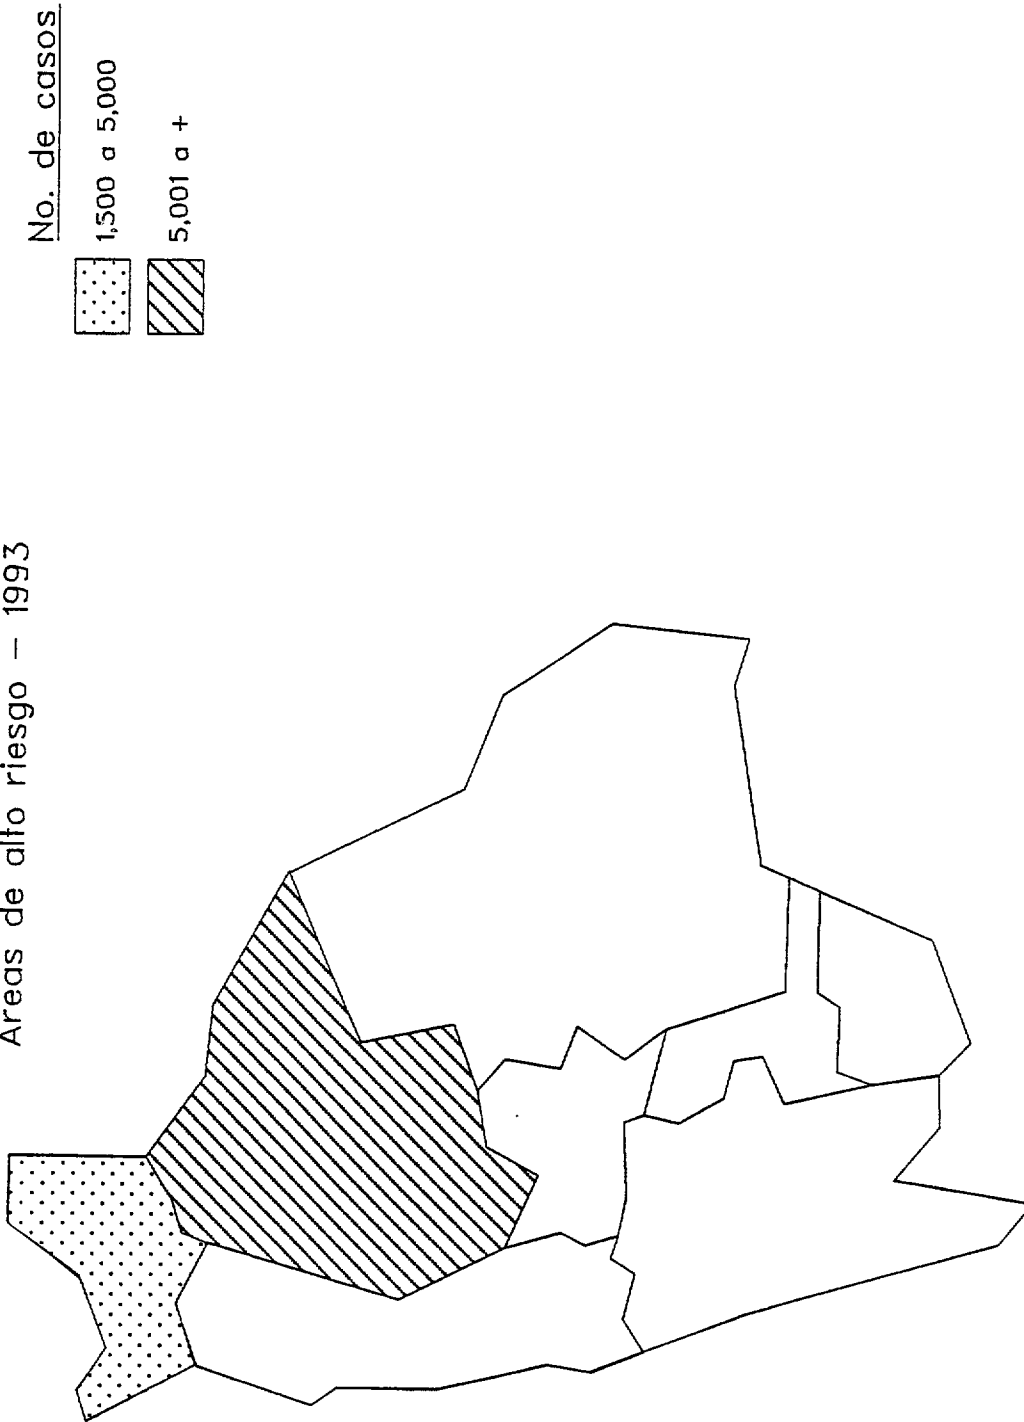 Areas de alto riesgo – 1993
No. de casos
1,500 a 5,000
5,001 a +